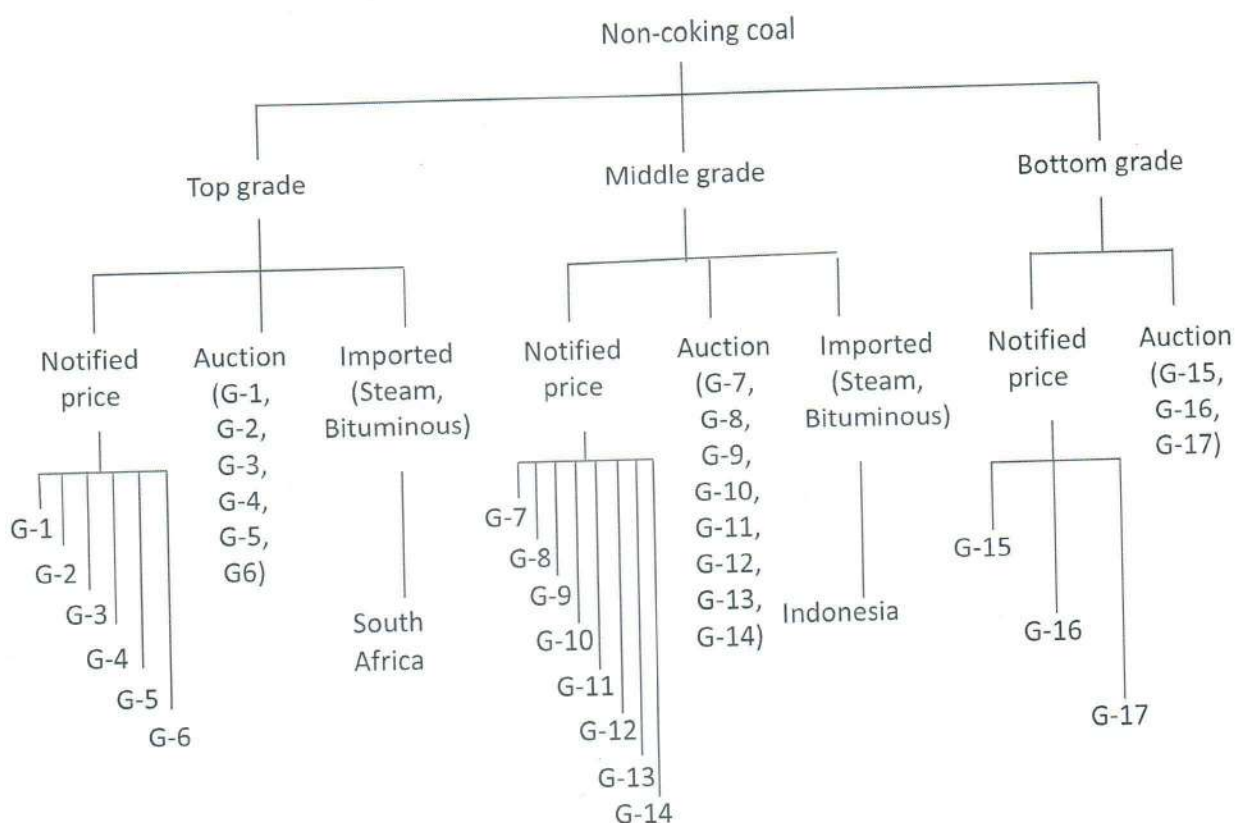 Non-coking coal
Top grade
Middle grade
Bottom grade
Notified
price
Auction
(G-1,
G-2,
G-3,
G-4,
G-5,
G6)
Imported
(Steam,
Bituminous)
Notified
price
Auction
(G-7,
G-8,
G-9,
G-10,
G-11,
G-12,
G-13,
G-14)
Imported
(Steam,
Bituminous)
Notified
price
Auction
(G-15,
G-16,
G-17)
G-1
G-2
G-3
G-4
G-5
G-6
South
Africa
G-7
G-8
G-9
G-10
G-11
G-12
G-13
G-14
Indonesia
G-15
G-16
G-17